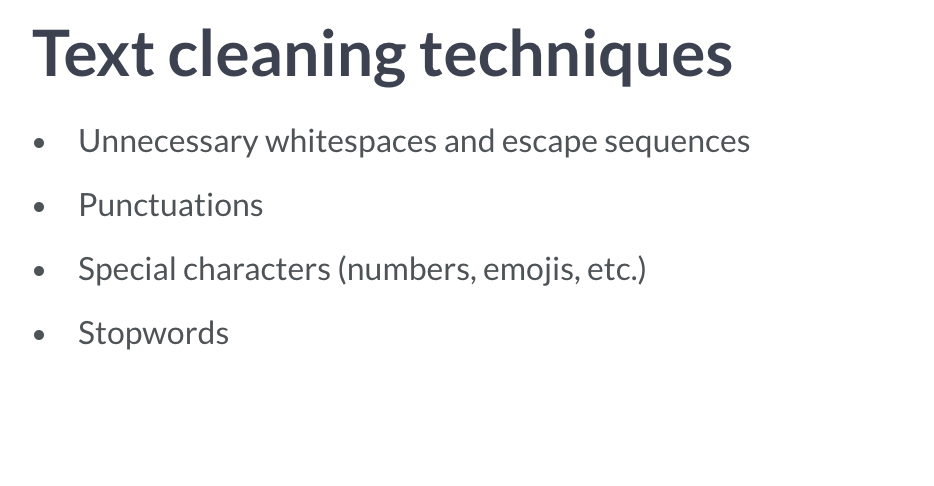 Text cleaning techniques
• Unnecessary whitespaces and escape sequences
• Punctuations
• Special characters (numbers, emojis, etc.)
• Stopwords